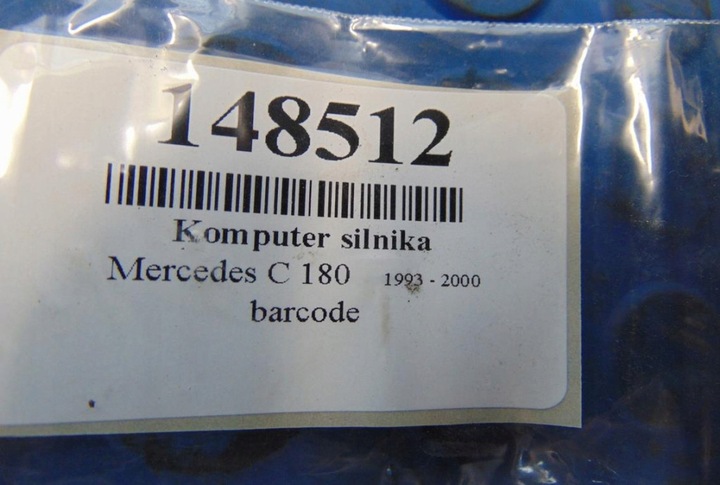 148512
Komputer silnika
Mercedes C 180 1993 - 2000
barcode